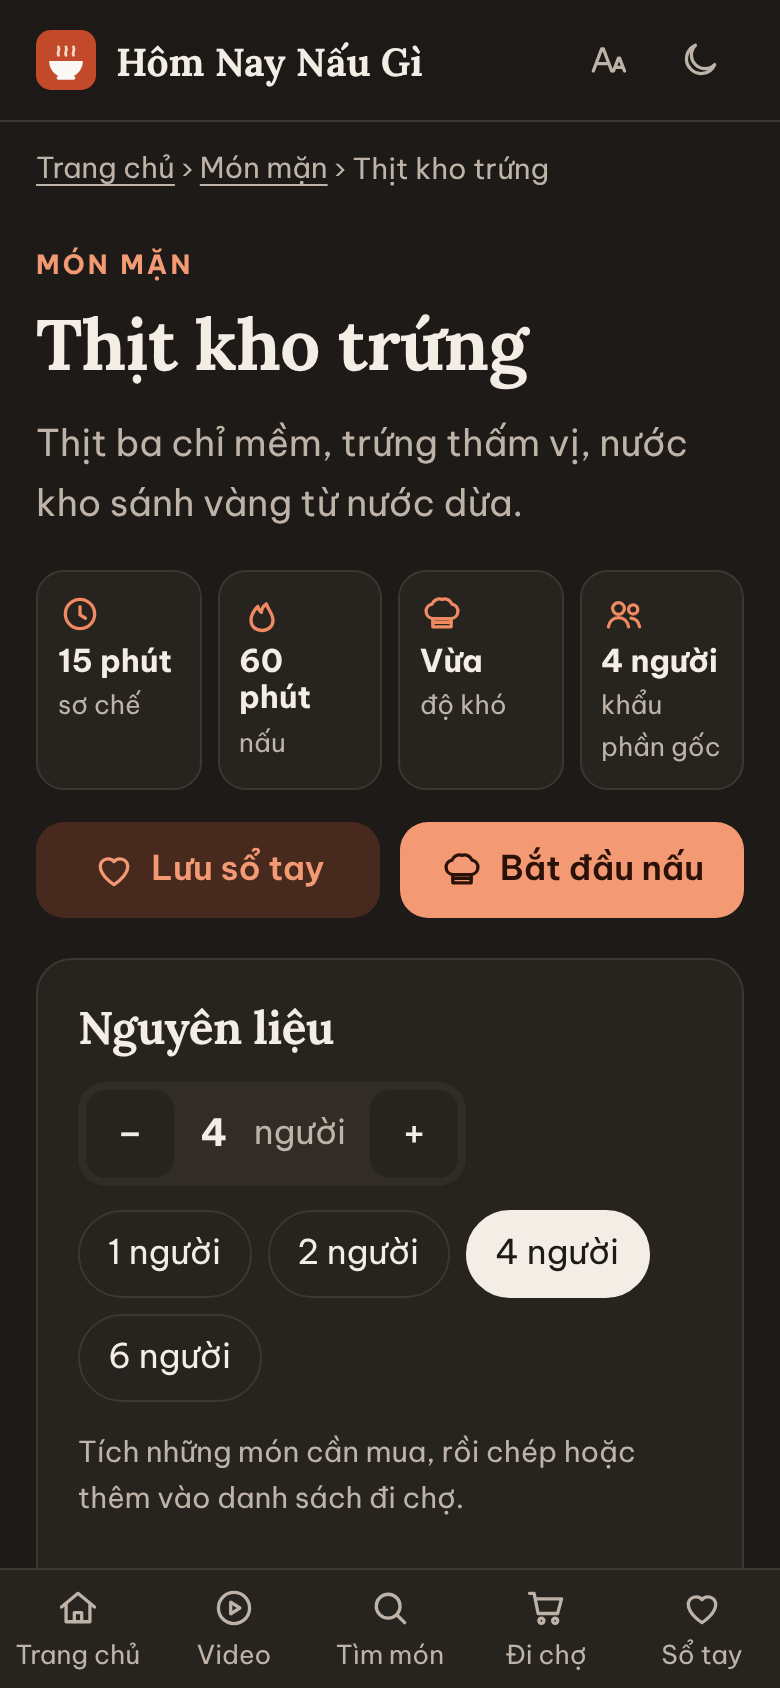 Hôm Nay Nấu Gì
AA
Trang chủ › Món mặn › Thịt kho trứng
MÓN MẶN
Thịt kho trứng
Thịt ba chỉ mềm, trứng thấm vị, nước
kho sánh vàng từ nước dừa.
15 phút
sơ chế
60
phút
nấu
Vừa
độ khó
4 người
khẩu
phần gốc
Lưu sổ tay
Bắt đầu nấu
Nguyên liệu
– 4 người +
1 người
2 người
4 người
6 người
Tích những món cần mua, rồi chép hoặc
thêm vào danh sách đi chợ.
Trang chủ
Video
Tìm món
Đi chợ
Sổ tay